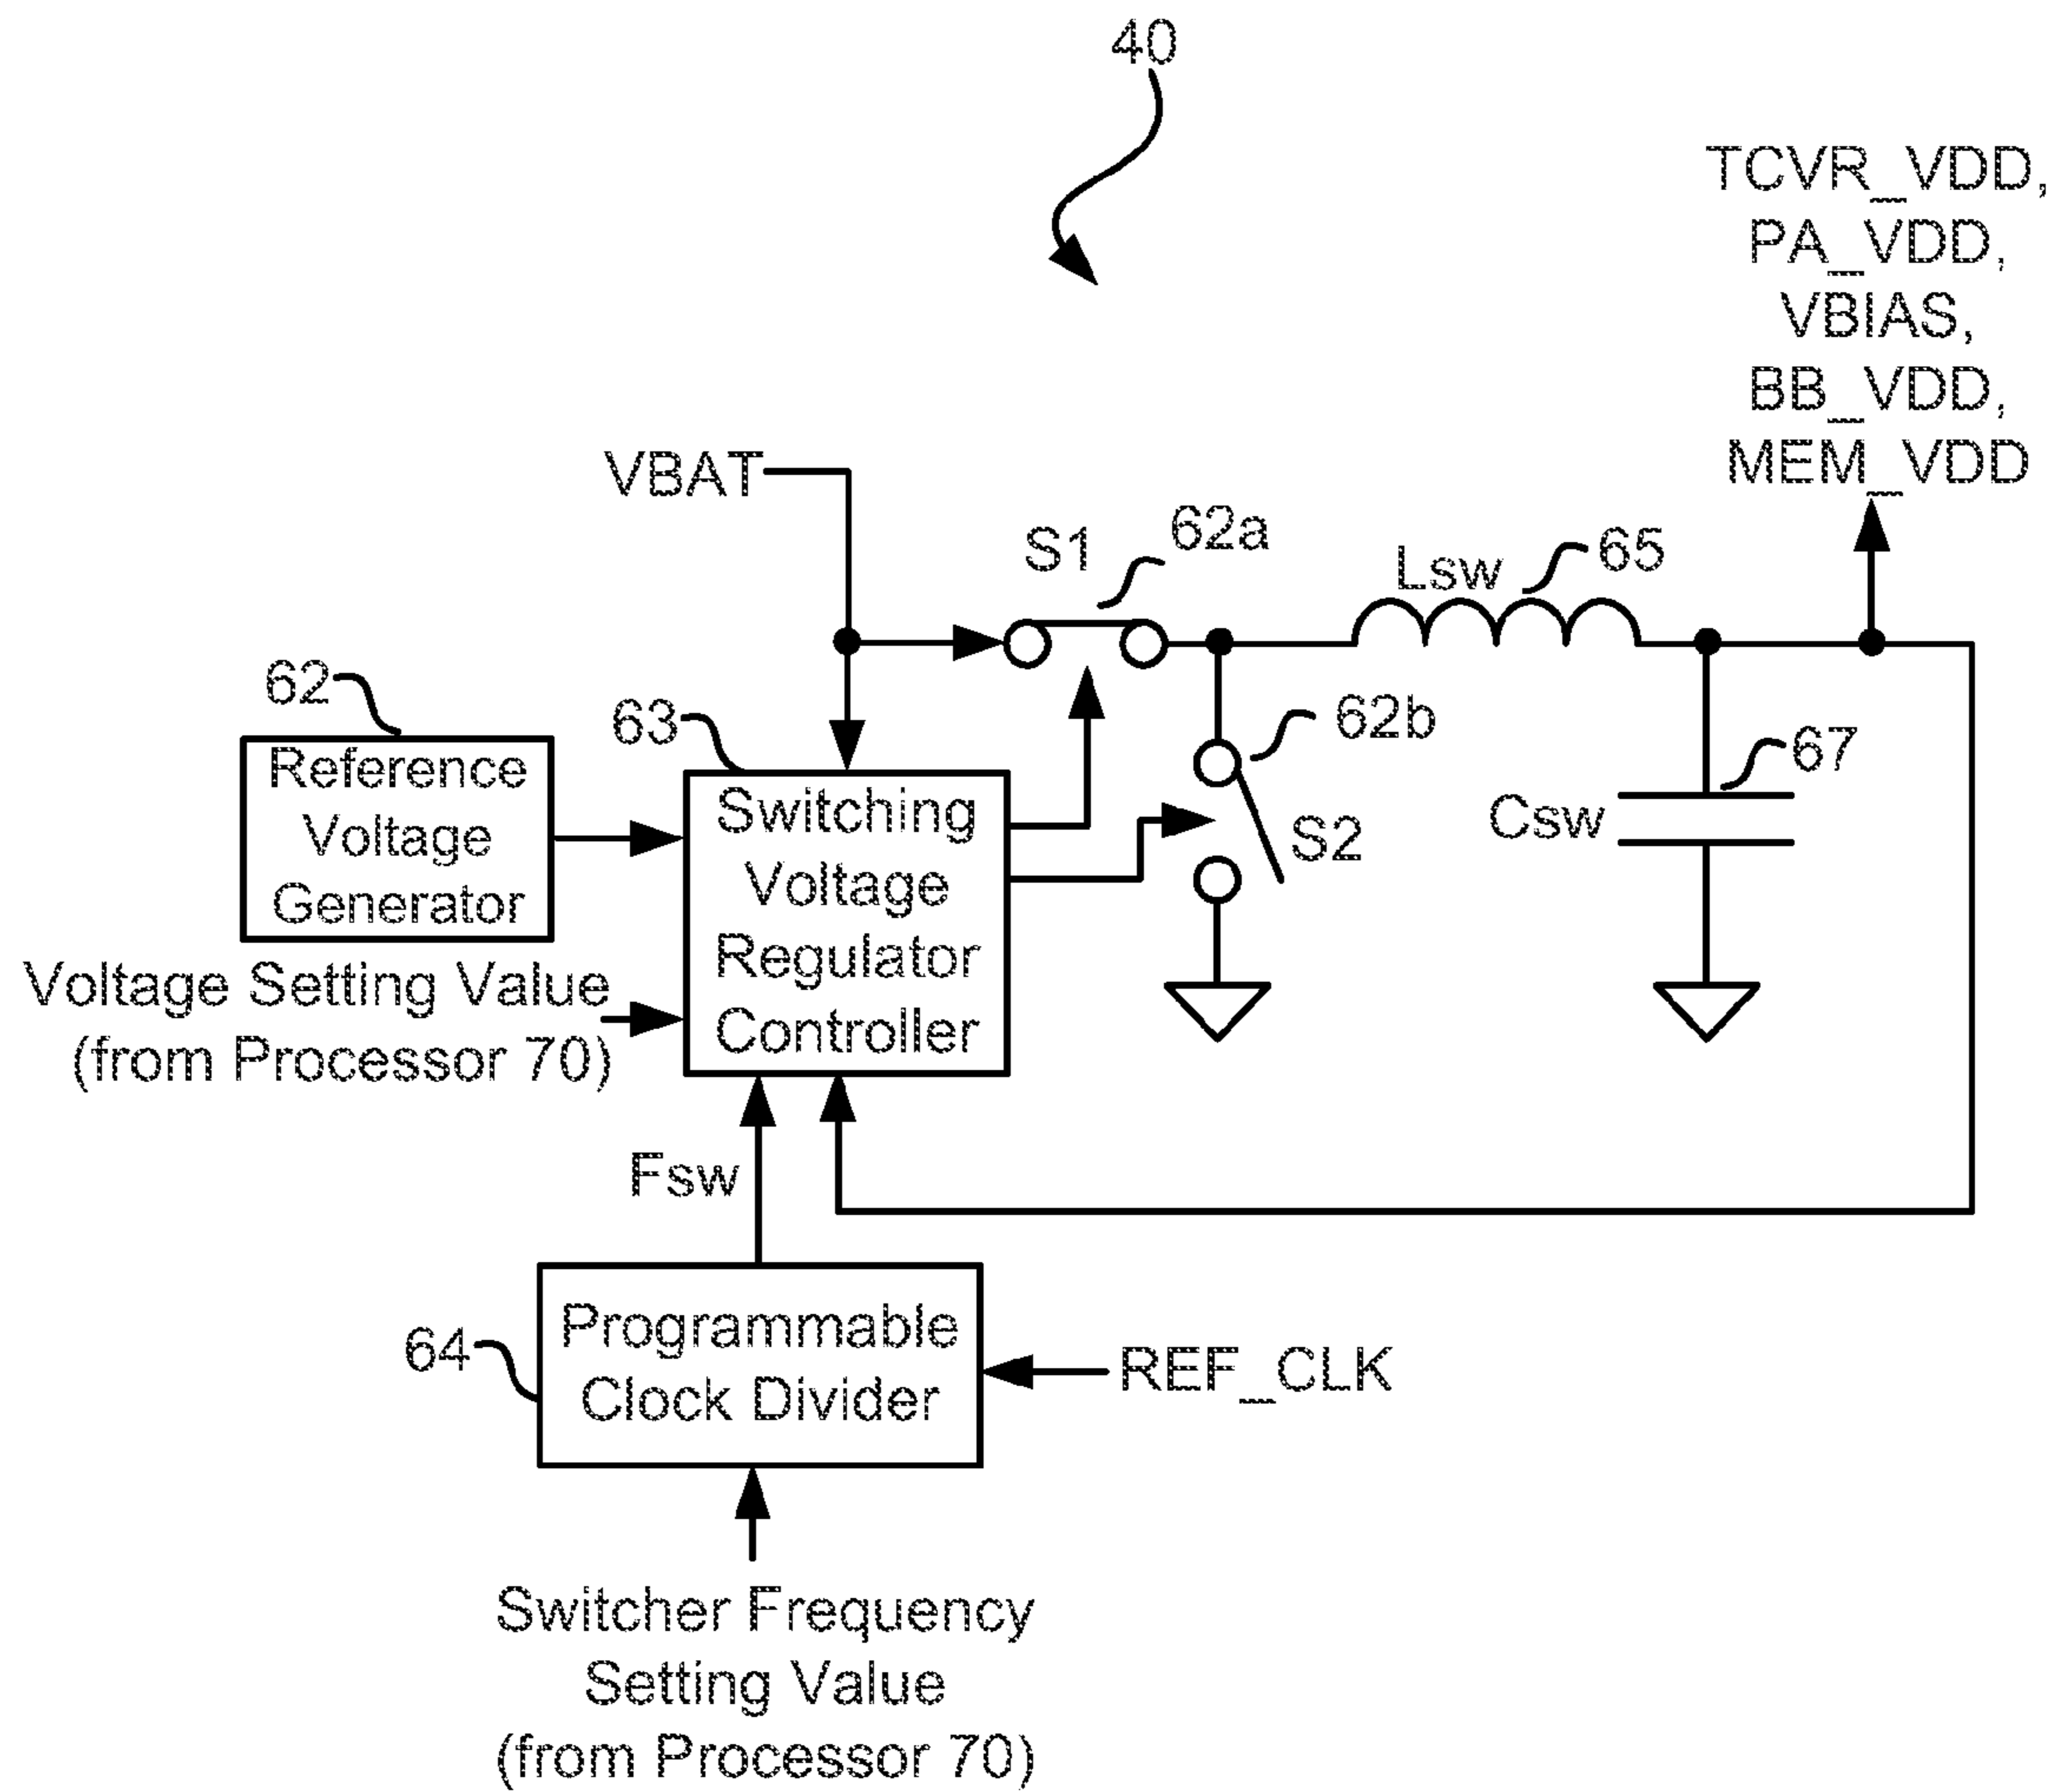 40
TCVR_VDD,
PA_VDD,
VBIAS,
BB_VDD,
MEM_VDD
VBAT
S1
62a
Lsw
65
62
63
62b
67
Reference
Voltage
Generator
Switching
Voltage
Regulator
Controller
S2
Csw
Voltage Setting Value
(from Processor 70)
Fsw
64
Programmable
Clock Divider
REF_CLK
Switcher Frequency
Setting Value
(from Processor 70)